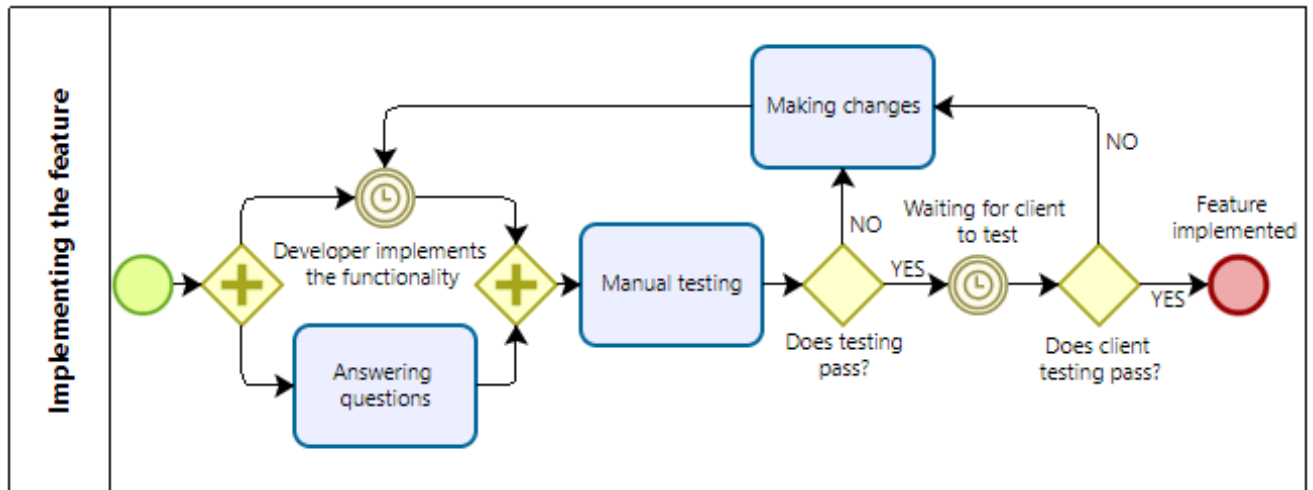 Implementing the feature
Making changes
NO
NO
Waiting for client
to test
Feature
implemented
Developer implements
the functionality
Manual testing
YES
YES
Does testing
pass?
Does client
testing pass?
Answering
questions